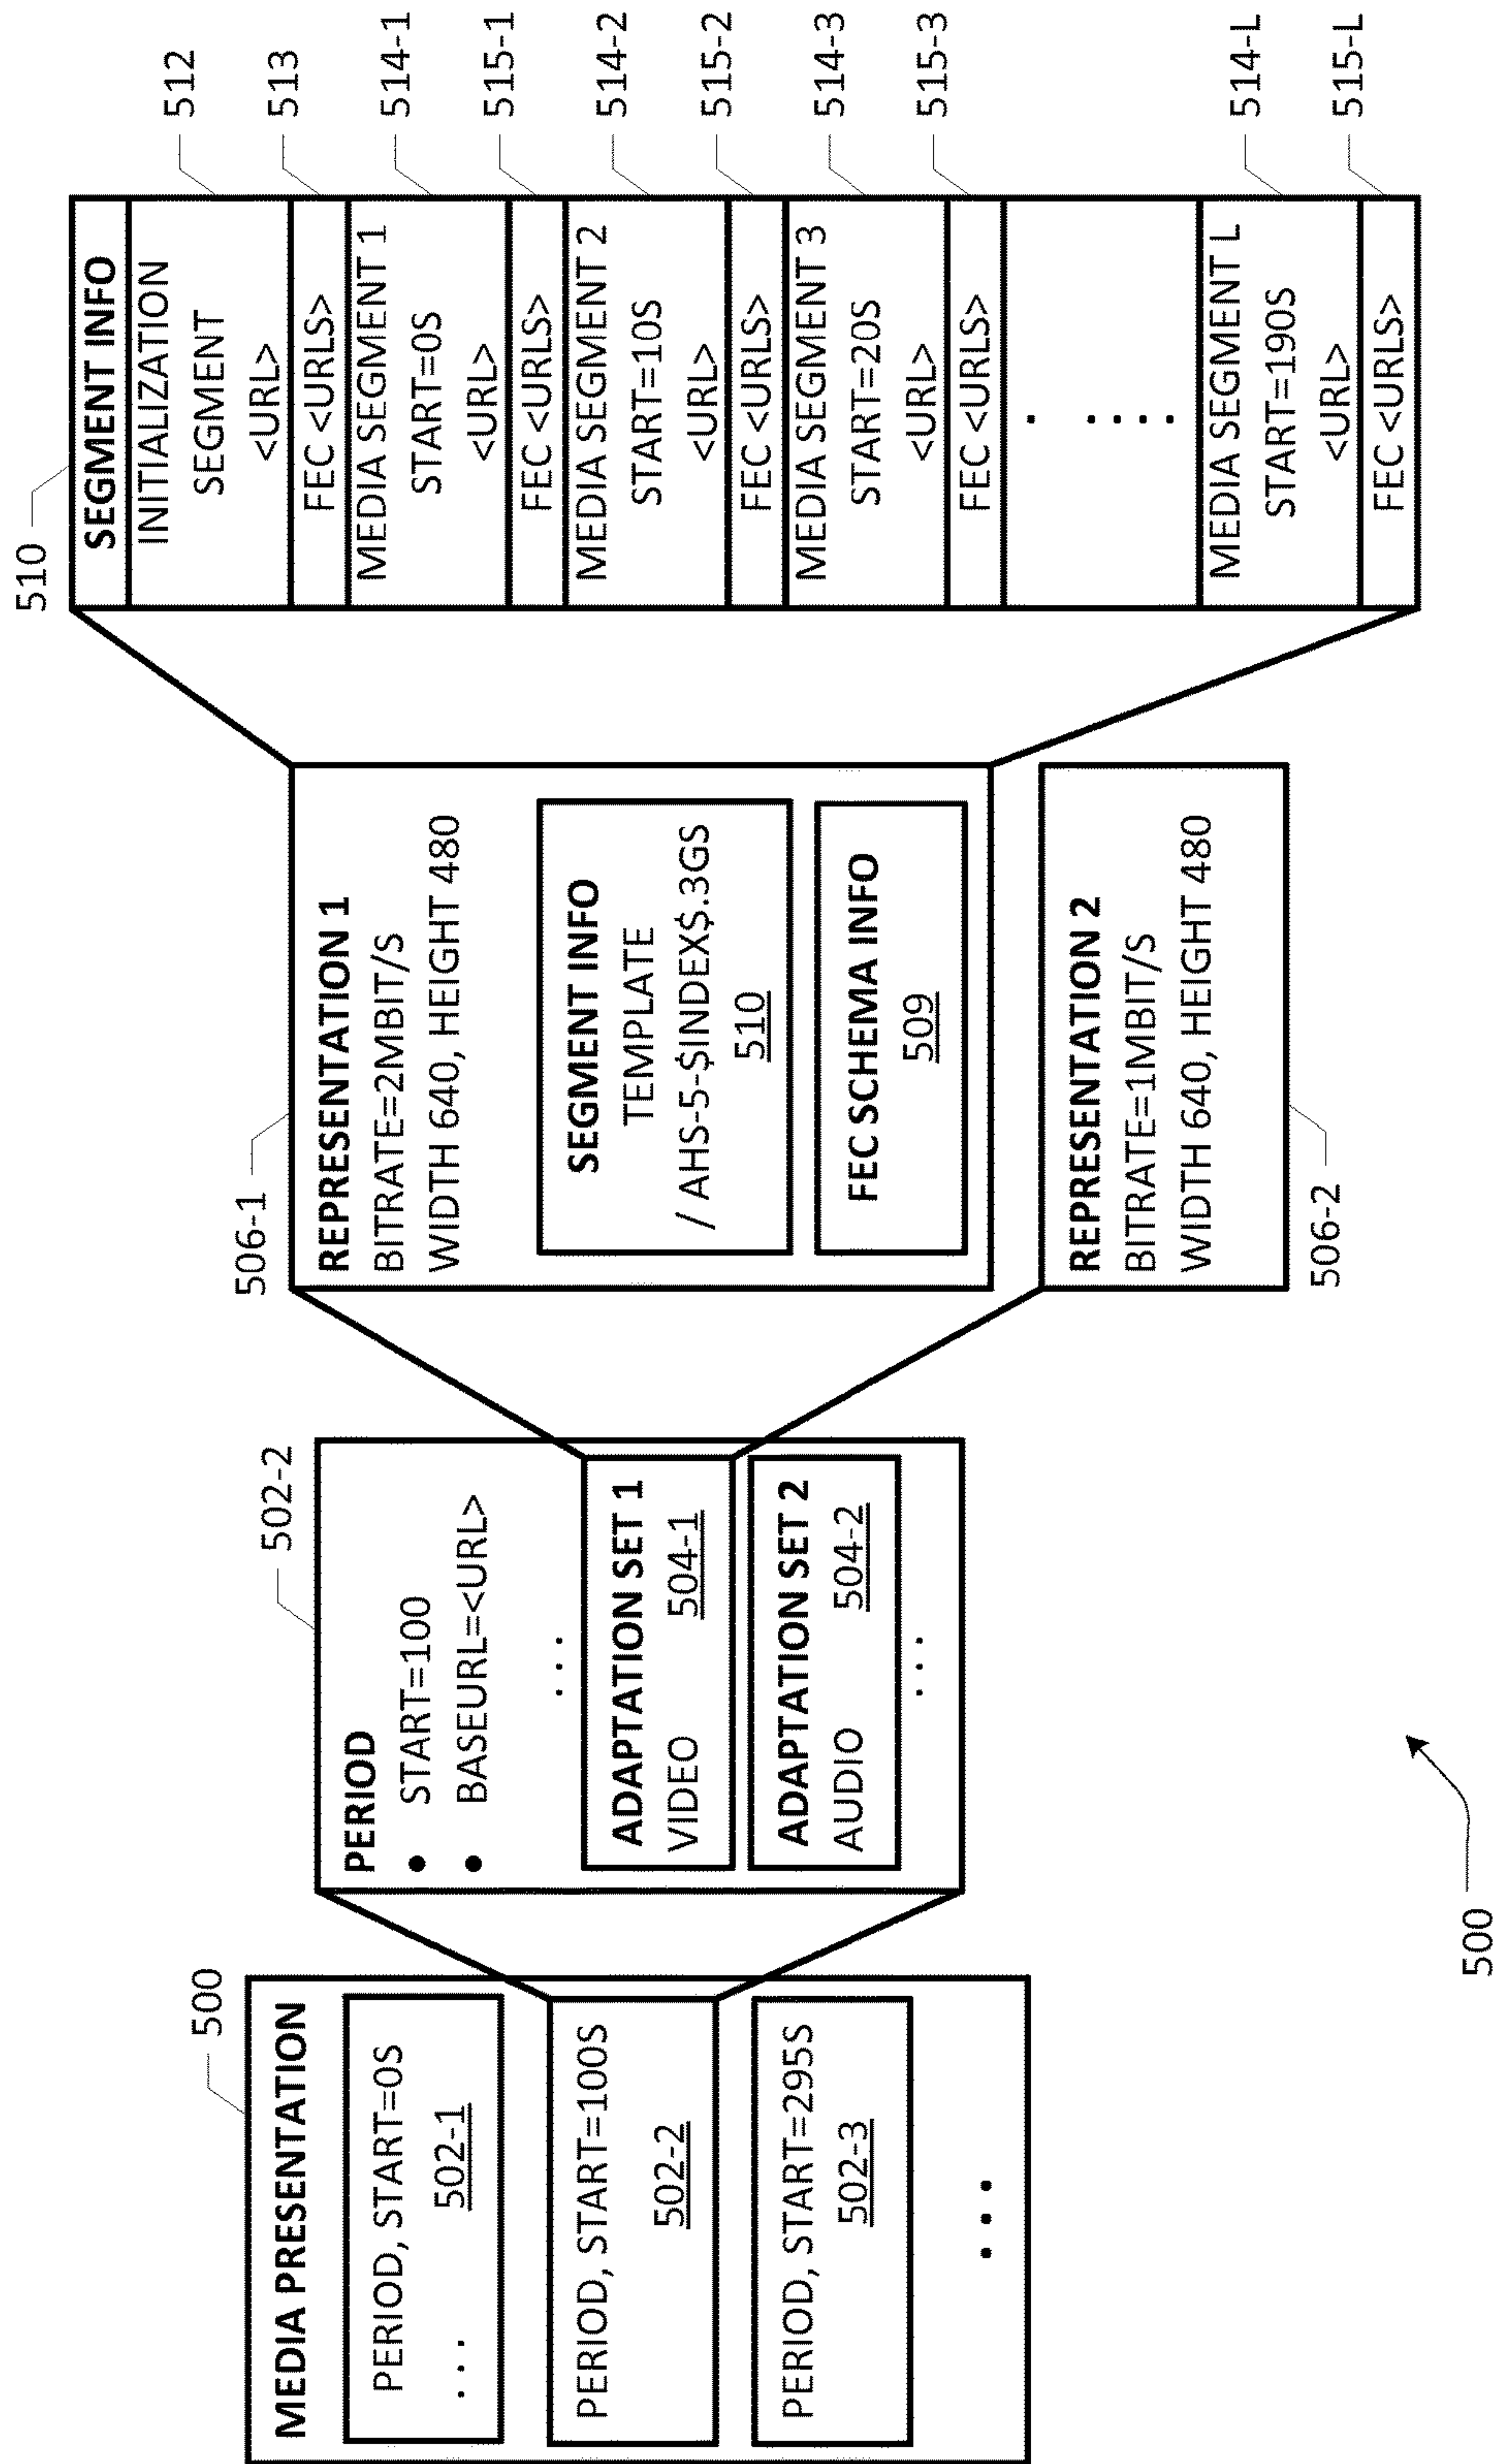 500
MEDIA PRESENTATION
PERIOD, START=0S
...
502-1
PERIOD, START=100S
502-2
PERIOD, START=295S
502-3
...
502-2
PERIOD
• START=100
• BASEURL=<URL>
...
ADAPTATION SET 1
VIDEO
504-1
ADAPTATION SET 2
AUDIO
504-2
...
506-1
REPRESENTATION 1
BITRATE=2MBIT/S
WIDTH 640, HEIGHT 480
SEGMENT INFO
TEMPLATE
/ AHS-5-$INDEX$.3GS
510
FEC SCHEMA INFO
509
REPRESENTATION 2
BITRATE=1MBIT/S
WIDTH 640, HEIGHT 480
506-2
510
SEGMENT INFO
INITIALIZATION
SEGMENT
<URL>
512
FEC <URLS>
513
MEDIA SEGMENT 1
START=0S
<URL>
514-1
FEC <URLS>
515-1
MEDIA SEGMENT 2
START=10S
<URL>
514-2
FEC <URLS>
515-2
MEDIA SEGMENT 3
START=20S
<URL>
514-3
FEC <URLS>
515-3
.
....
MEDIA SEGMENT L
START=190S
<URL>
514-L
FEC <URLS>
515-L
500